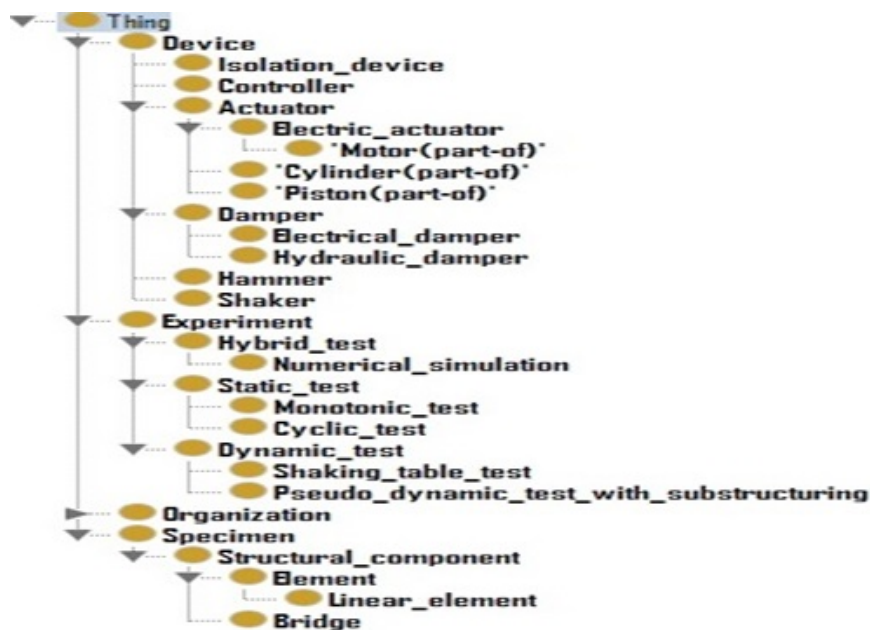 Thing
Device
Isolation_device
Controller
Actuator
Electric_actuator
'Motor(part-of)'
'Cylinder(part-of)'
'Piston(part-of)'
Damper
Electrical_damper
Hydraulic_damper
Hammer
Shaker
Experiment
Hybrid_test
Numerical_simulation
Static_test
Monotonic_test
Cyclic_test
Dynamic_test
Shaking_table_test
Pseudo_dynamic_test_with_substructuring
Organization
Specimen
Structural_component
Element
Linear_element
Bridge